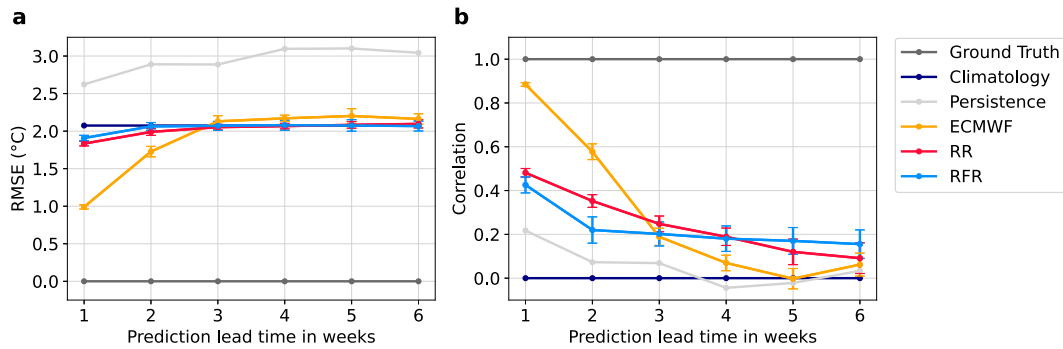 a
RMSE (°C)
3.0
2.5
2.0
1.5
1.0
0.5
0.0
1 2 3 4 5 6
Prediction lead time in weeks
b
Correlation
1.0
0.8
0.6
0.4
0.2
0.0
1 2 3 4 5 6
Prediction lead time in weeks
Ground Truth
Climatology
Persistence
ECMWF
RR
RFR